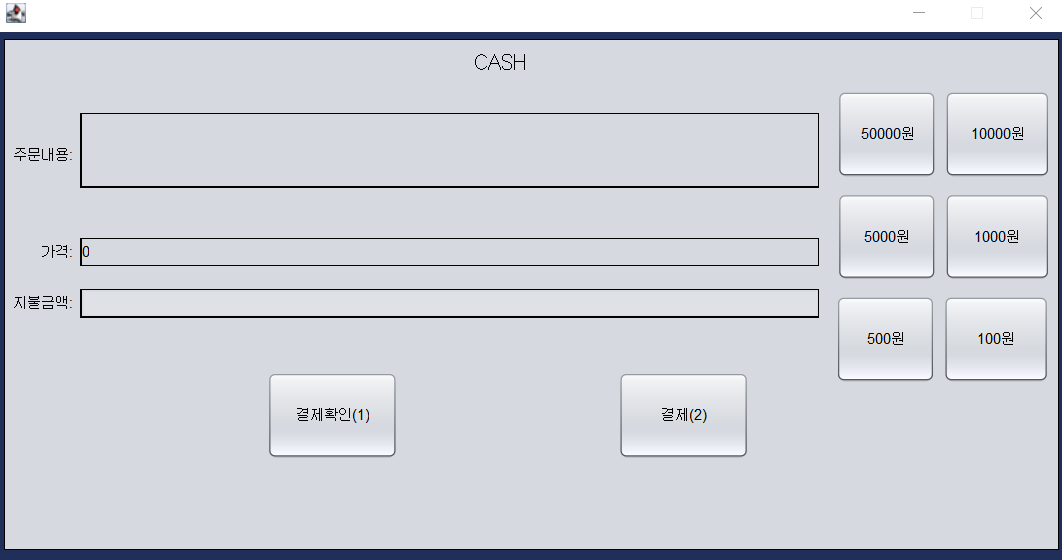 CASH
주문내용:
50000원 10000원
가격: 0
5000원 1000원
지불금액:
500원 100원
결제확인(1) 결제(2)